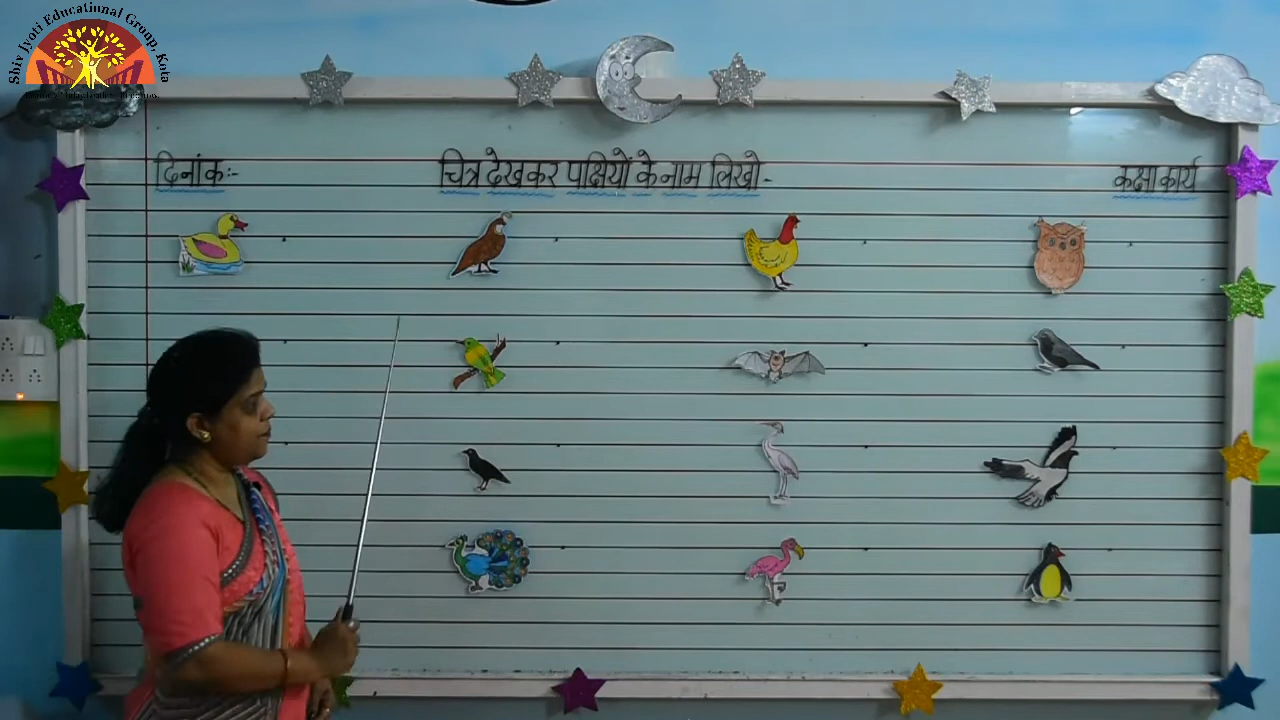 Shiv Jyoti Educational Group, Kota
दिनांक:-
चित्र देखकर पक्षियों के नाम लिखो-
कक्षा कार्य